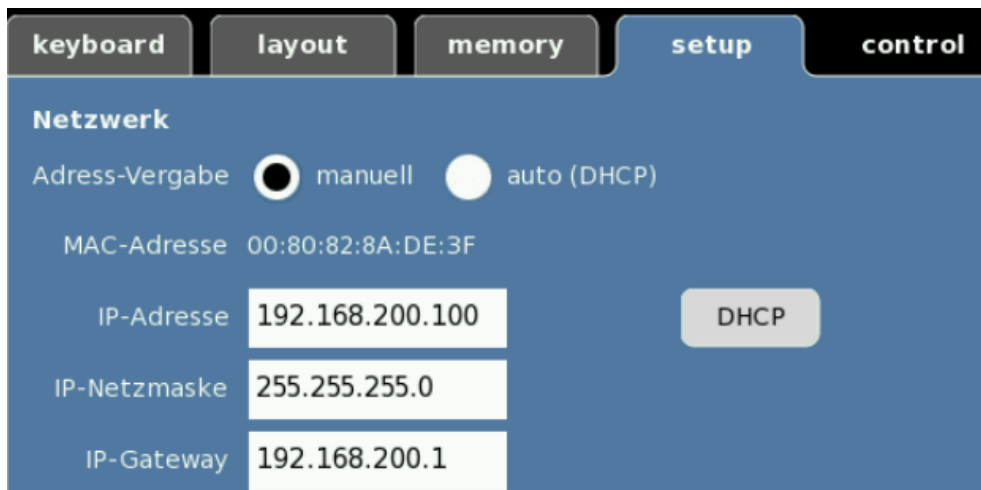 keyboard layout memory setup control
Netzwerk
Adress-Vergabe manuell auto (DHCP)
MAC-Adresse 00:80:82:8A:DE:3F
IP-Adresse 192.168.200.100 DHCP
IP-Netzmaske 255.255.255.0
IP-Gateway 192.168.200.1